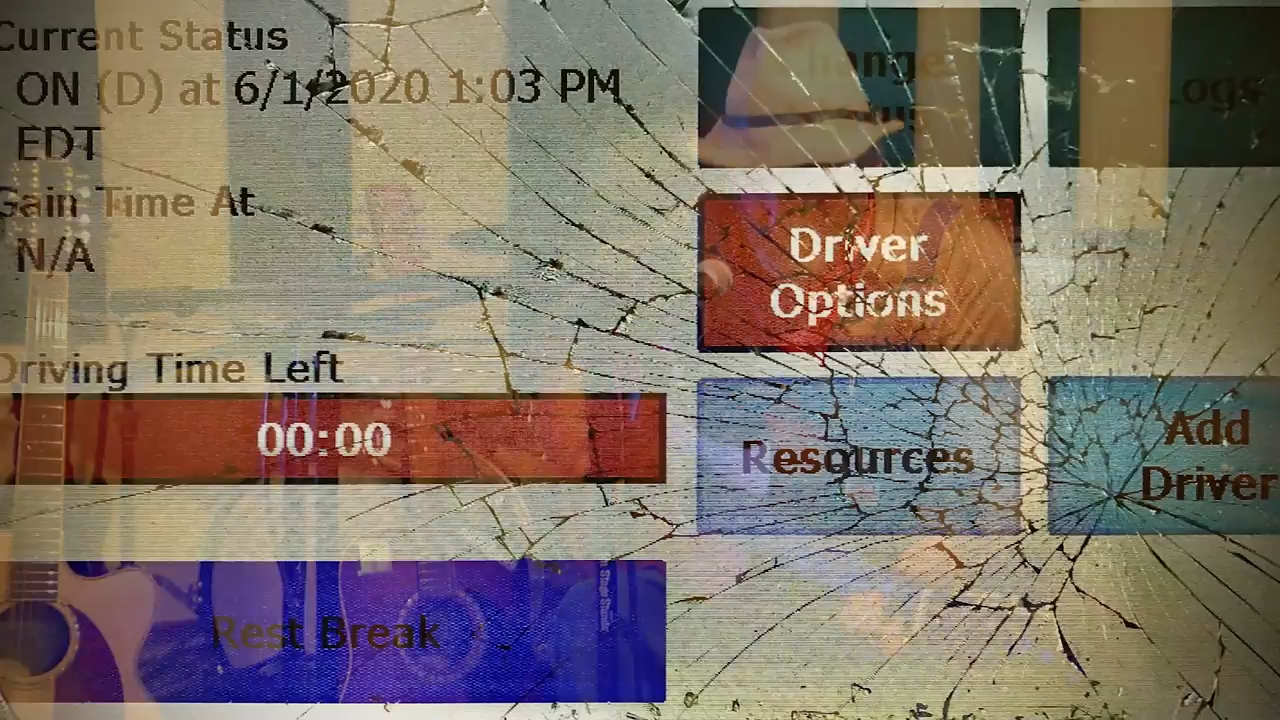 Current Status
ON (D) at 6/1/2020 1:03 PM
EDT
Gain Time At
N/A
Driving Time Left
00:00
Rest Break
Driver
Options
Logs
Resources
Add
Driver